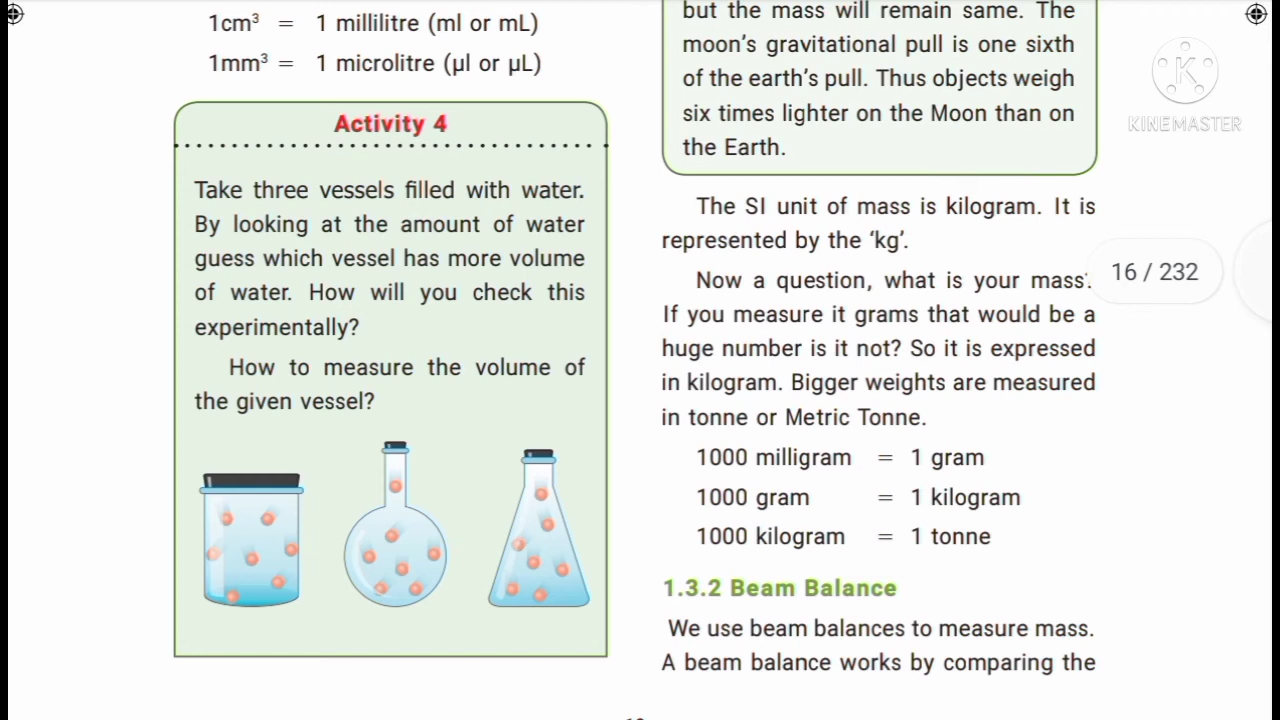 1cm³ = 1 millilitre (ml or mL)
1mm³ = 1 microlitre (µl or µL)
Activity 4
Take three vessels filled with water.
By looking at the amount of water
guess which vessel has more volume
of water. How will you check this
experimentally?
How to measure the volume of
the given vessel?
but the mass will remain same. The
moon's gravitational pull is one sixth
of the earth's pull. Thus objects weigh
six times lighter on the Moon than on
the Earth.
The SI unit of mass is kilogram. It is
represented by the 'kg'.
Now a question, what is your mass?
If you measure it grams that would be a
huge number is it not? So it is expressed
in kilogram. Bigger weights are measured
in tonne or Metric Tonne.
1000 milligram = 1 gram
1000 gram = 1 kilogram
1000 kilogram = 1 tonne
1.3.2 Beam Balance
We use beam balances to measure mass.
A beam balance works by comparing the
K
KINEMASTER
16 / 232